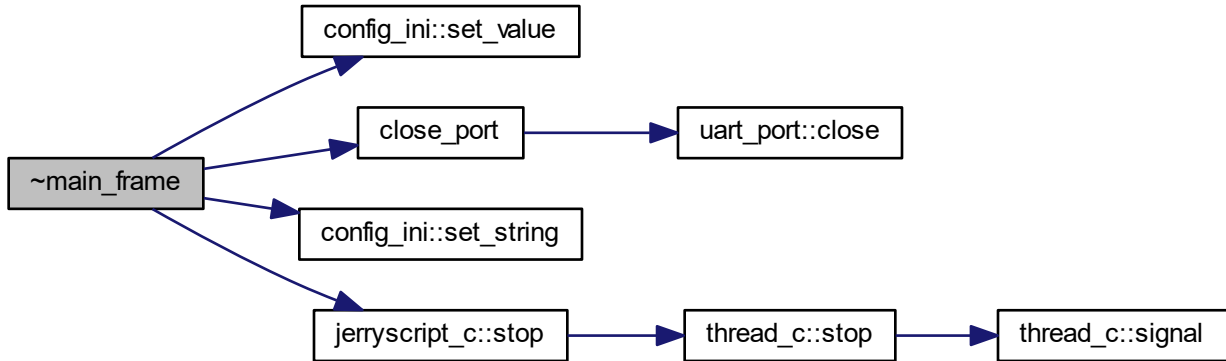 config_ini::set_value
close_port
uart_port::close
~main_frame
config_ini::set_string
jerryscript_c::stop
thread_c::stop
thread_c::signal